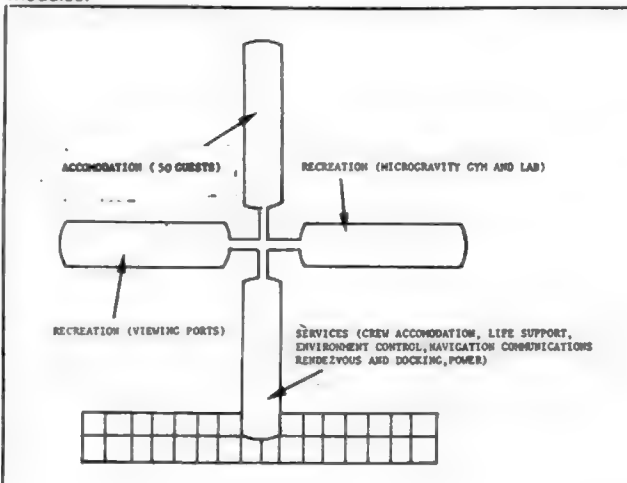 ACCOMODATION (50 GUESTS)
RECREATION (MICROGRAVITY GYM AND LAB)
RECREATION (VIEWING PORTS)
SERVICES (CREW ACCOMODATION, LIFE SUPPORT,
ENVIRONMENT CONTROL, NAVIGATION COMMUNICATIONS
RENDEZVOUS AND DOCKING, POWER)